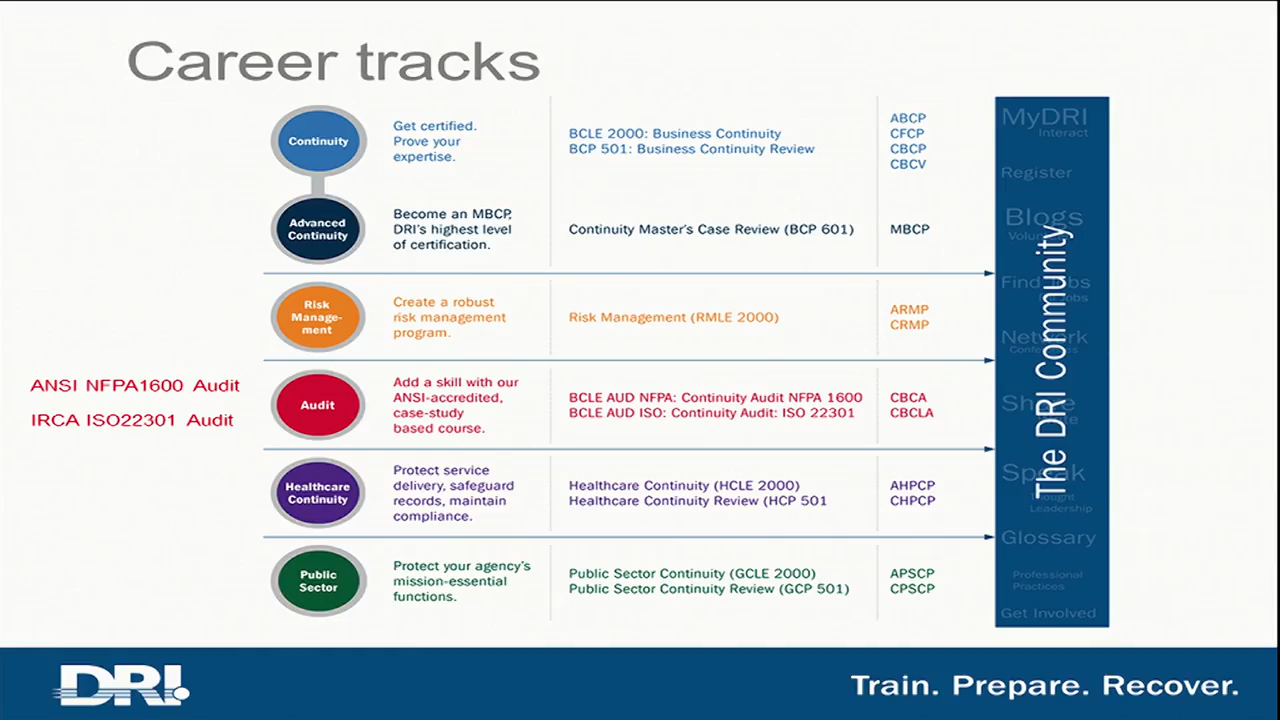 Career tracks
Continuity
Get certified.
Prove your
expertise.
BCLE 2000: Business Continuity
BCP 501: Business Continuity Review
ABCP
CFCP
CBCP
CBCV
Advanced
Continuity
Become an MBCP,
DRI's highest level
of certification.
Continuity Master's Case Review (BCP 601)
MBCP
Risk
Manage-
ment
Create a robust
risk management
program.
Risk Management (RMLE 2000)
ARMP
CRMP
ANSI NFPA1600 Audit
IRCA ISO22301 Audit
Audit
Add a skill with our
ANSI-accredited,
case-study
based course.
BCLE AUD NFPA: Continuity Audit NFPA 1600
BCLE AUD ISO: Continuity Audit: ISO 22301
CBCA
CBCLA
Healthcare
Continuity
Protect service
delivery, safeguard
records, maintain
compliance.
Healthcare Continuity (HCLE 2000)
Healthcare Continuity Review (HCP 501
AHPCP
CHPCP
Public
Sector
Protect your agency's
mission-essential
functions.
Public Sector Continuity (GCLE 2000)
Public Sector Continuity Review (GCP 501)
APSCP
CPSCP
The DRI Community
MyDRI
Interact
Register
Blogs
Find Jobs
Network
Share
Speak
Thought
Leadership
Glossary
Professional
Practices
Get Involved
DRI
Train. Prepare. Recover.